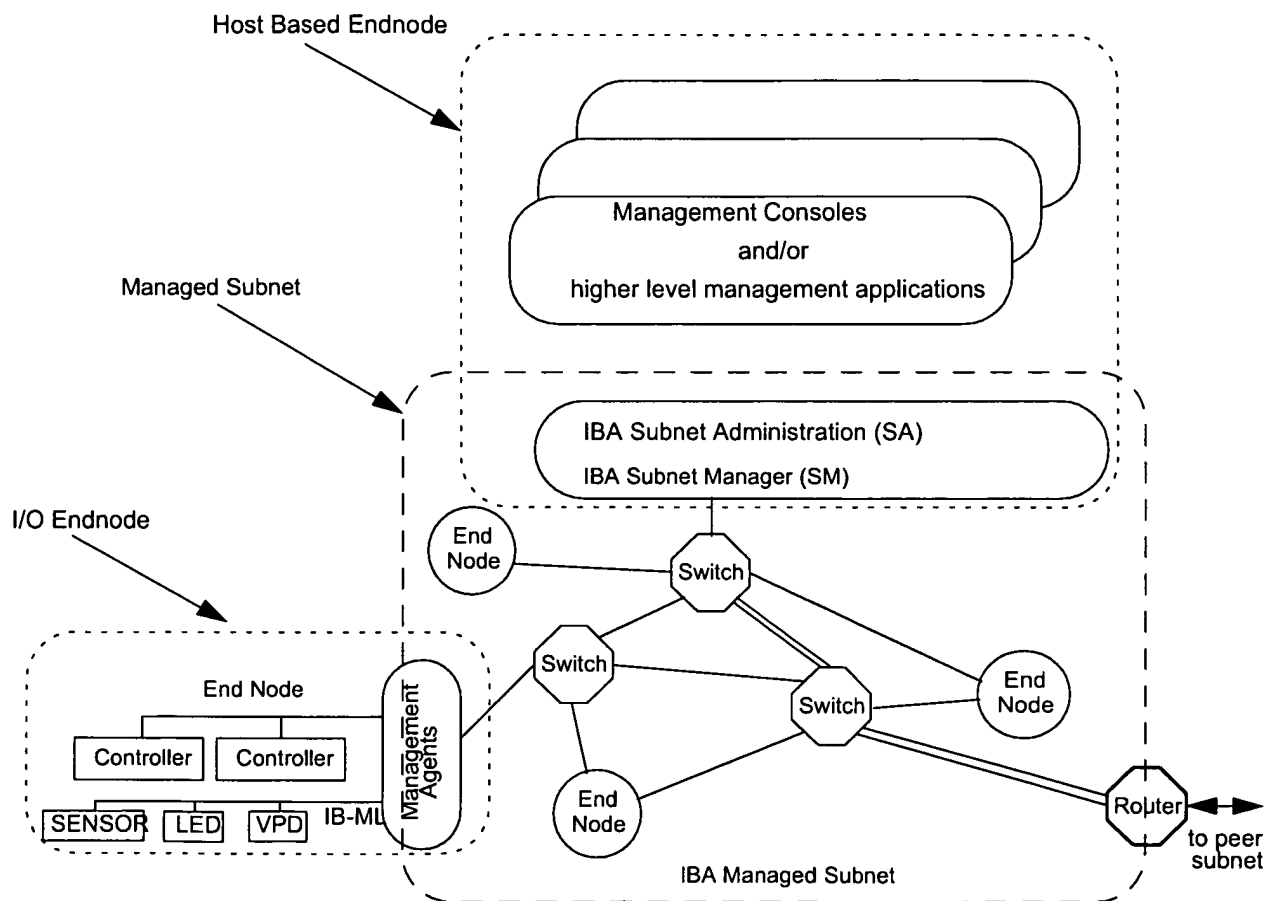 Host Based Endnode
Management Consoles
and/or
higher level management applications
Managed Subnet
IBA Subnet Administration (SA)
IBA Subnet Manager (SM)
I/O Endnode
End
Node
Switch
Switch
End Node
Management
Agents
Controller
Controller
SENSOR
LED
VPD
IB-ML
Switch
End
Node
End
Node
Router
to peer
subnet
IBA Managed Subnet